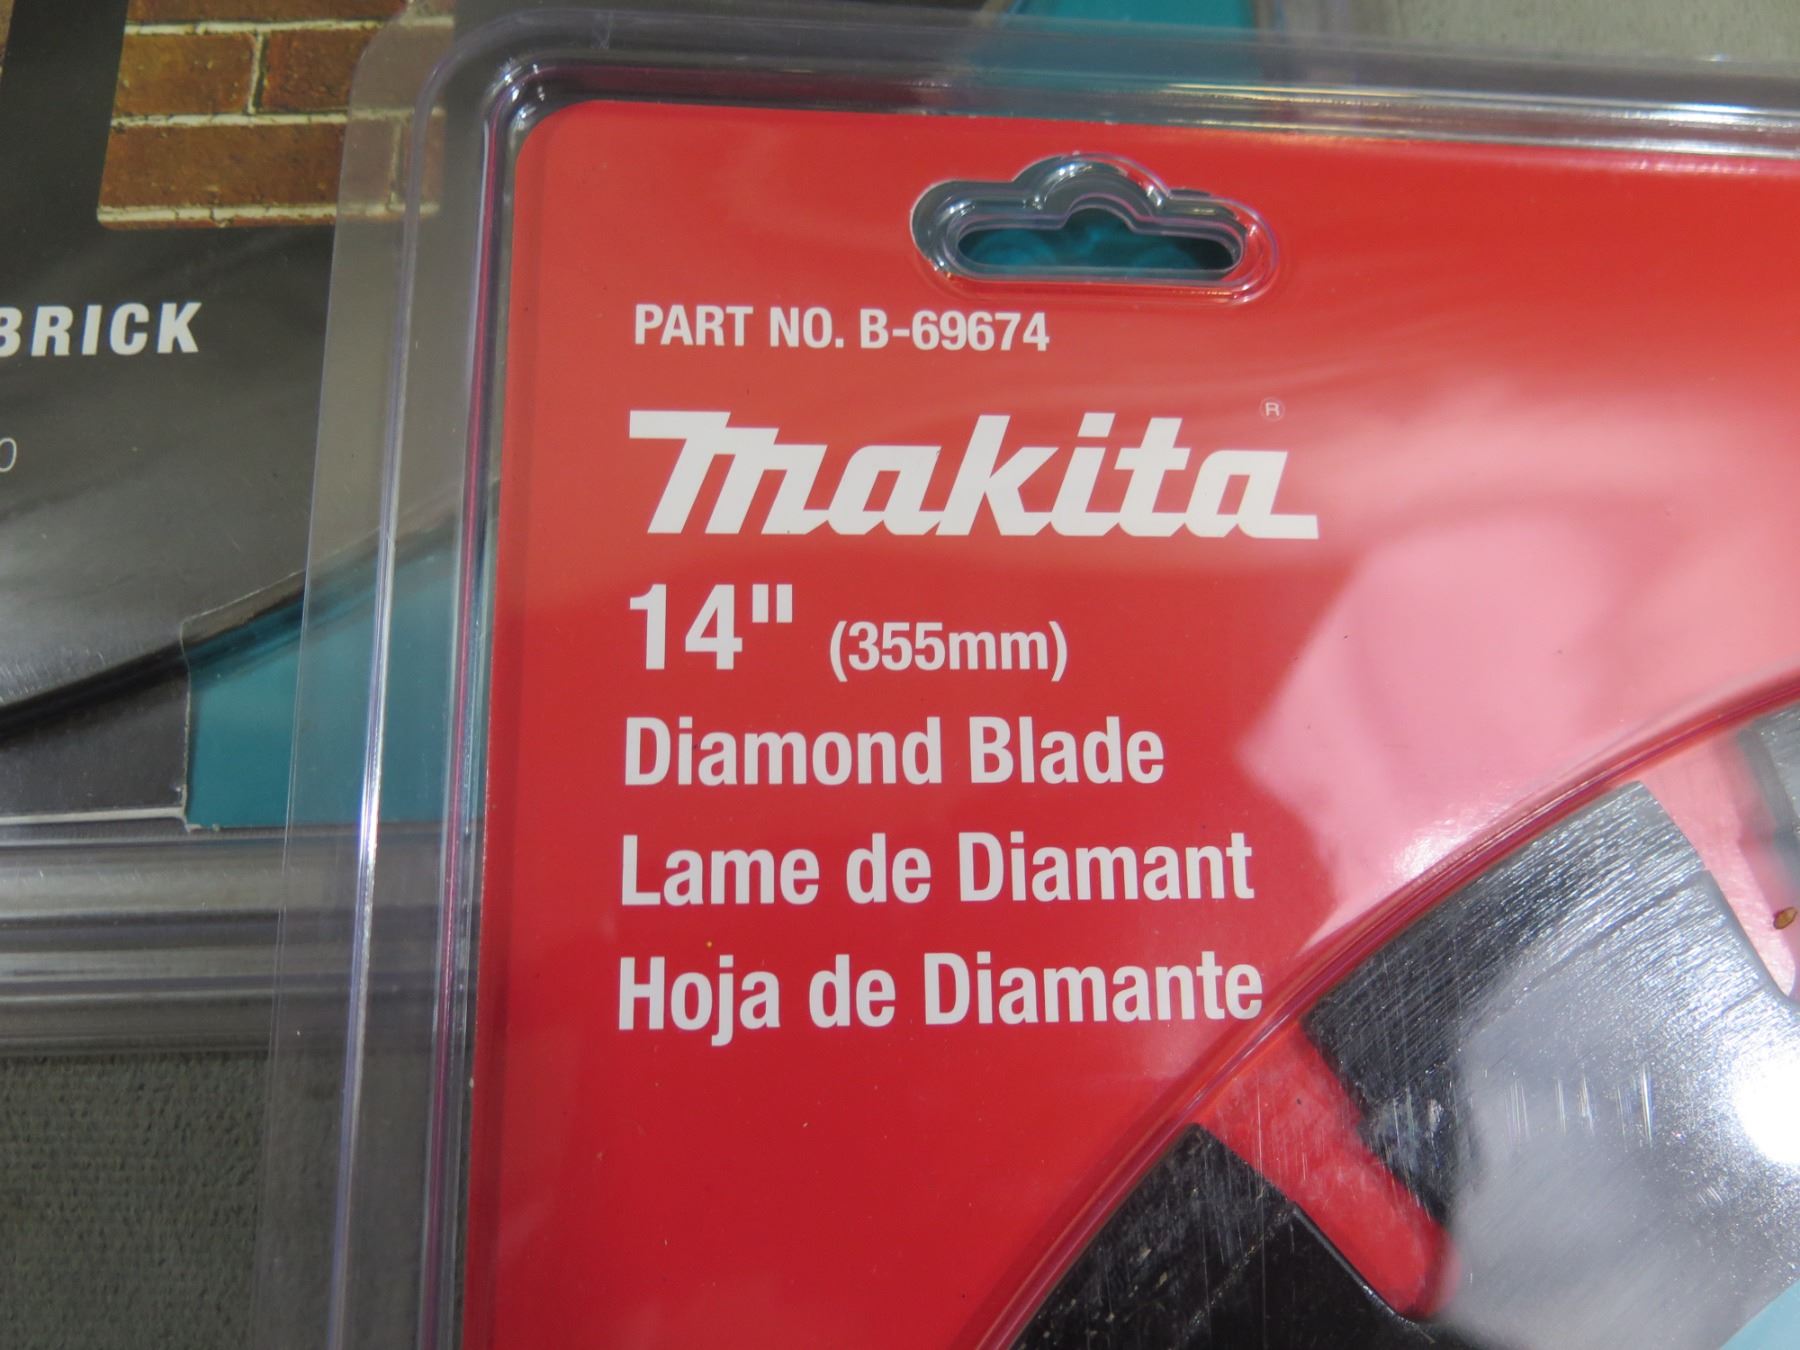 BRICK
PART NO. B-69674
makita®
14" (355mm)
Diamond Blade
Lame de Diamant
Hoja de Diamante